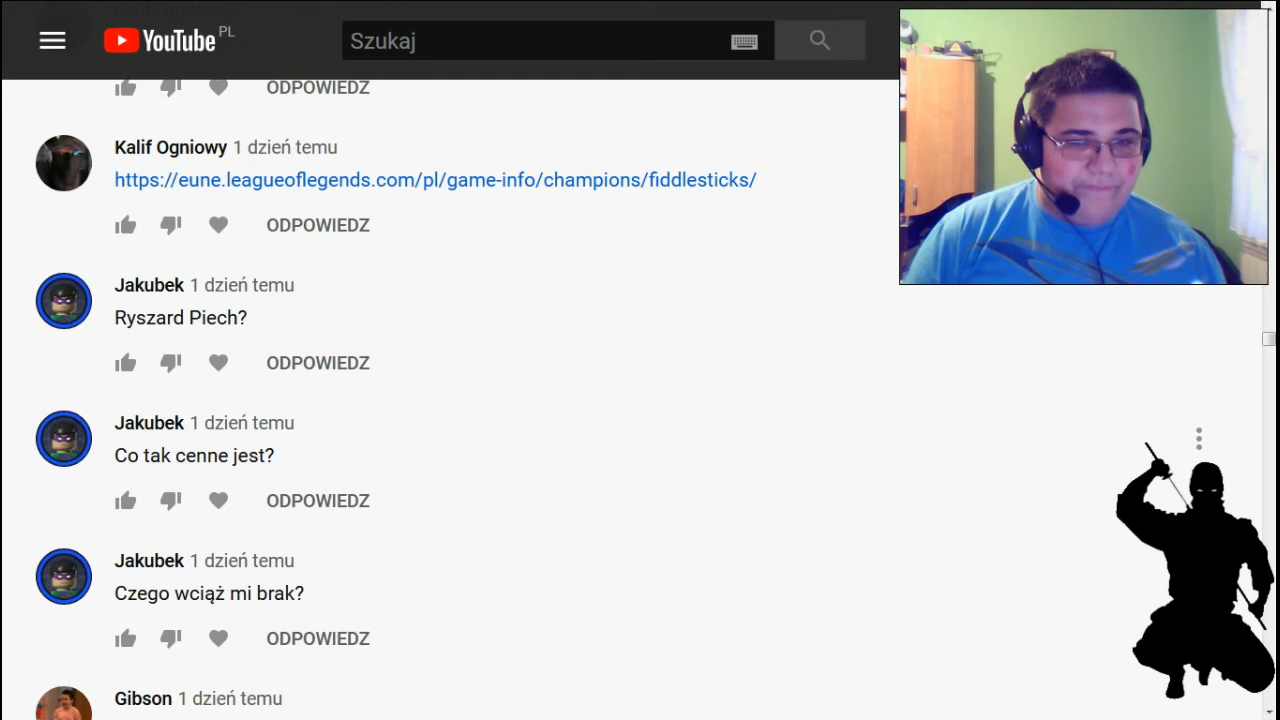 YouTube PL
Szukaj
ODPOWIEDZ
Kalif Ogniowy 1 dzień temu
https://eune.leagueoflegends.com/pl/game-info/champions/fiddlesticks/
ODPOWIEDZ
Jakubek 1 dzień temu
Ryszard Piech?
ODPOWIEDZ
Jakubek 1 dzień temu
Co tak cenne jest?
ODPOWIEDZ
Jakubek 1 dzień temu
Czego wciąż mi brak?
ODPOWIEDZ
Gibson 1 dzień temu